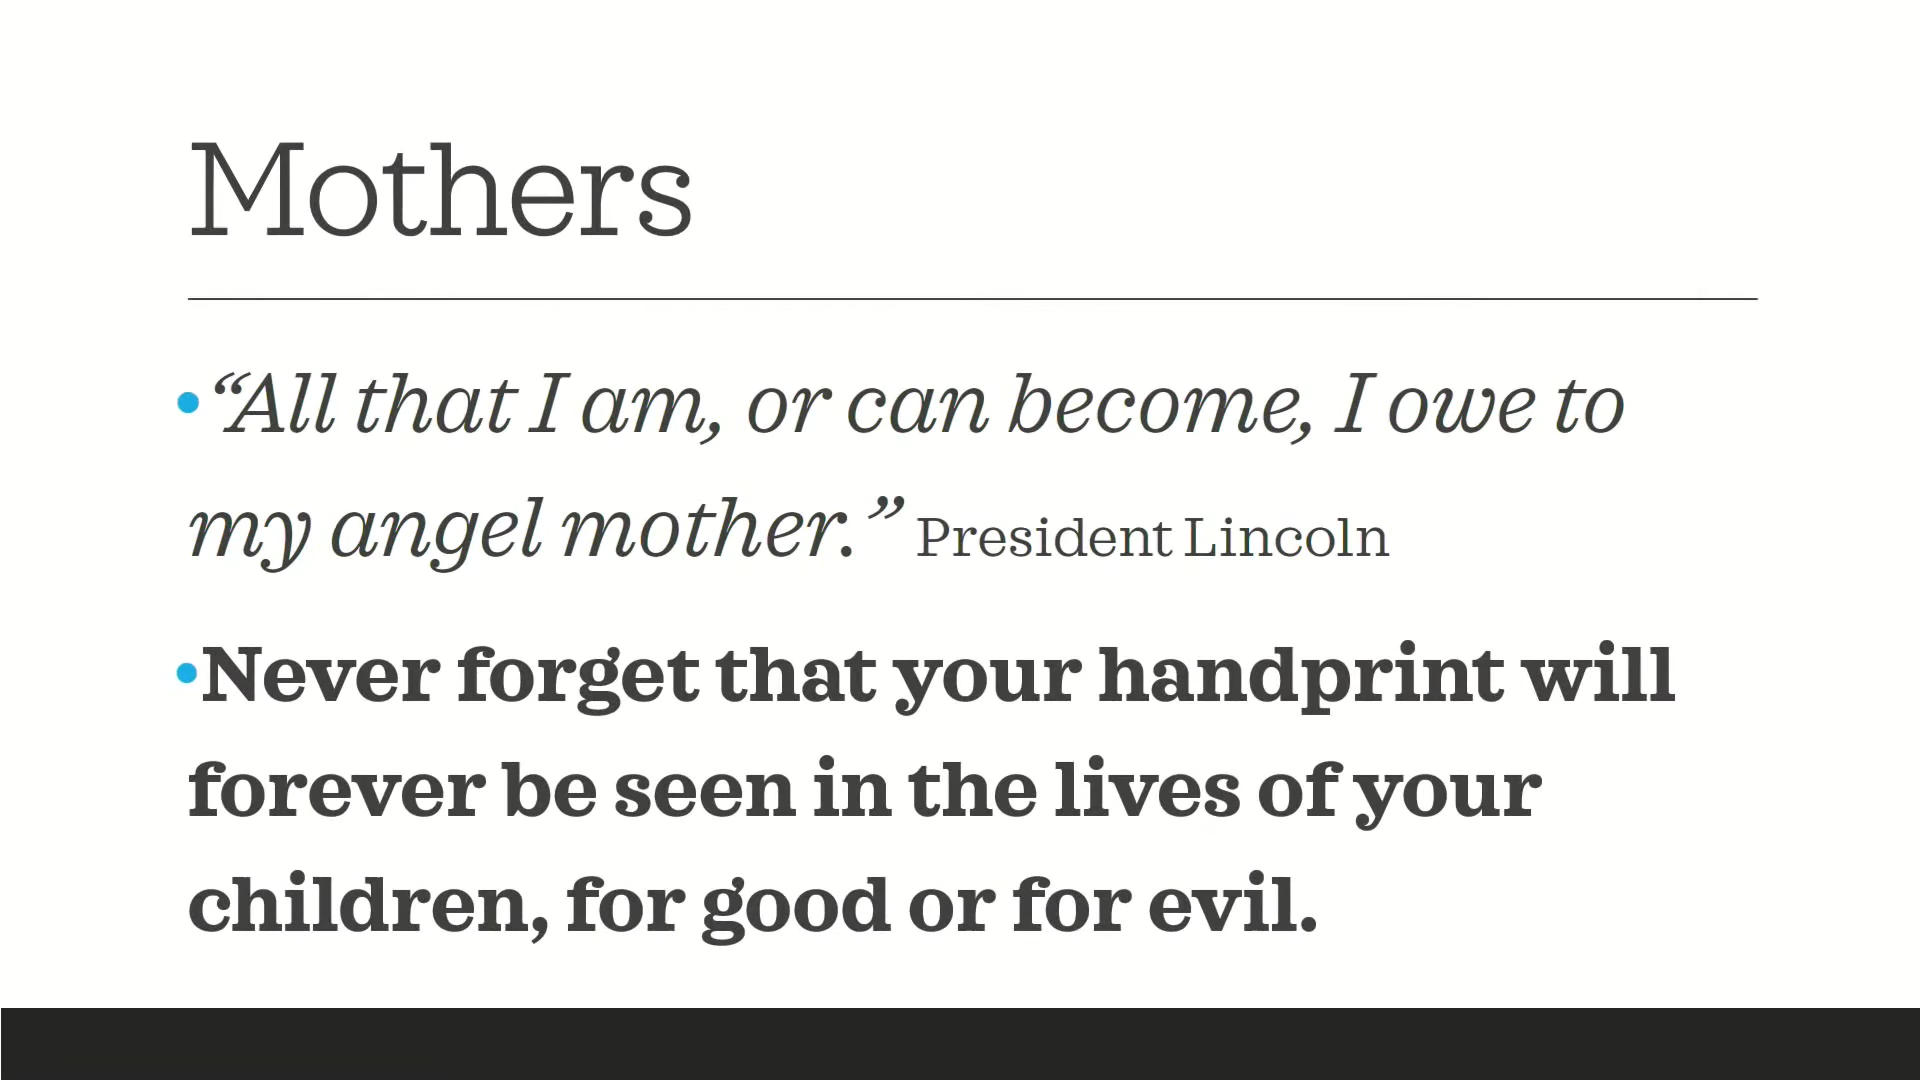 Mothers
•“All that I am, or can become, I owe to
my angel mother.” President Lincoln
•Never forget that your handprint will
forever be seen in the lives of your
children, for good or for evil.